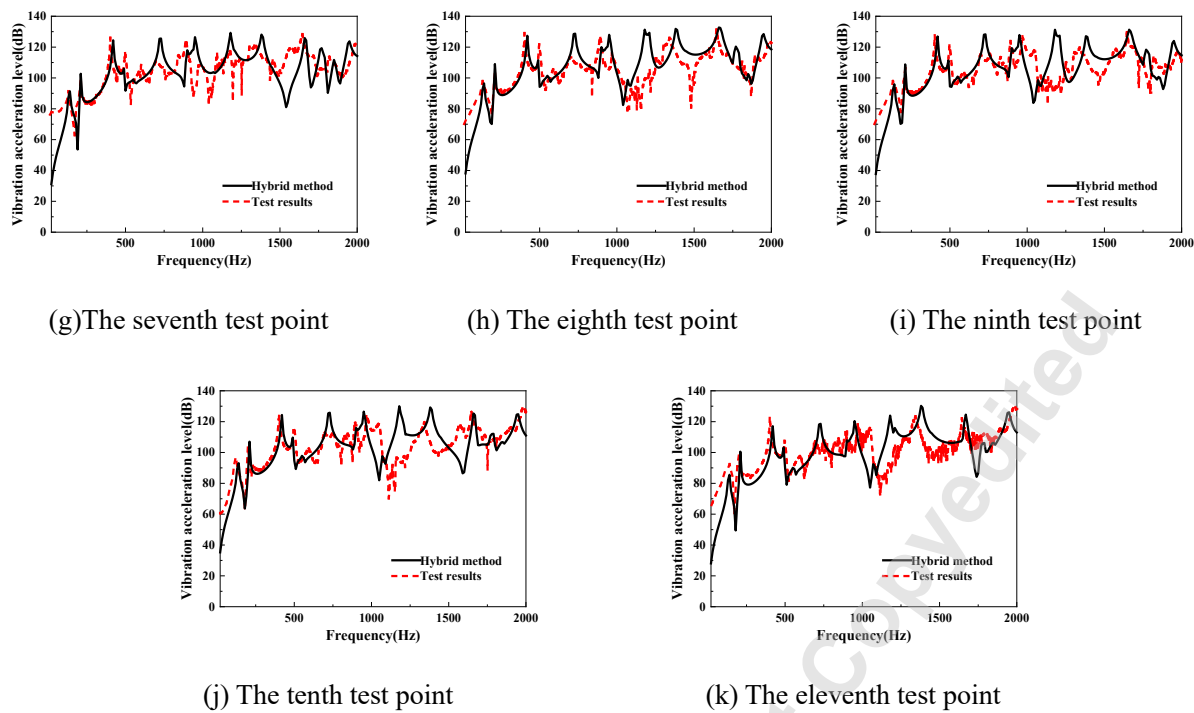 140
120
100
80
60
40
20
0
Vibration acceleration level(dB)
Hybrid method
Test results
500 1000 1500 2000
Frequency(Hz)
(g)The seventh test point
140
120
100
80
60
40
20
0
Vibration acceleration level(dB)
Hybrid method
Test results
500 1000 1500 2000
Frequency(Hz)
(h) The eighth test point
140
120
100
80
60
40
20
0
Vibration acceleration level(dB)
Hybrid method
Test results
500 1000 1500 2000
Frequency(Hz)
(i) The ninth test point
140
120
100
80
60
40
20
0
Vibration acceleration level(dB)
Hybrid method
Test results
500 1000 1500 2000
Frequency(Hz)
(j) The tenth test point
140
120
100
80
60
40
20
0
Vibration acceleration level(dB)
Hybrid method
Test results
500 1000 1500 2000
Frequency(Hz)
(k) The eleventh test point
Copyedited